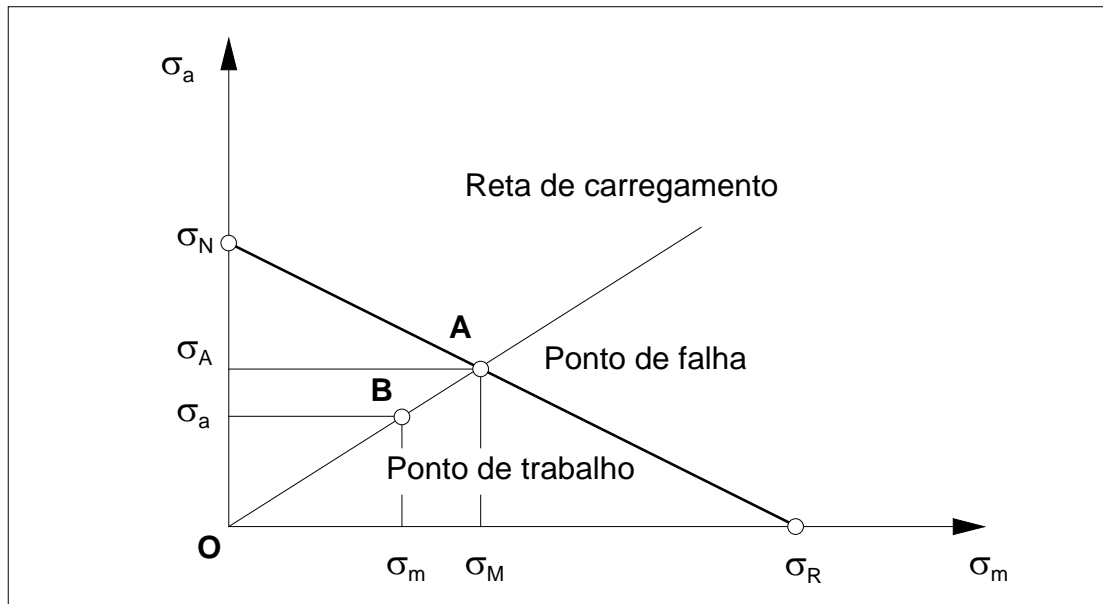 σa
Reta de carregamento
σN
A
σA
Ponto de falha
B
σa
Ponto de trabalho
O
σm
σM
σR
σm